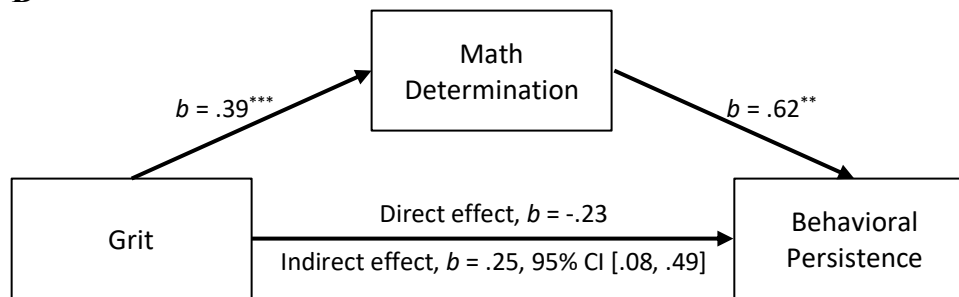 Math
Determination
b = .39***
b = .62**
Grit
Direct effect, b = -.23
Indirect effect, b = .25, 95% CI [.08, .49]
Behavioral
Persistence